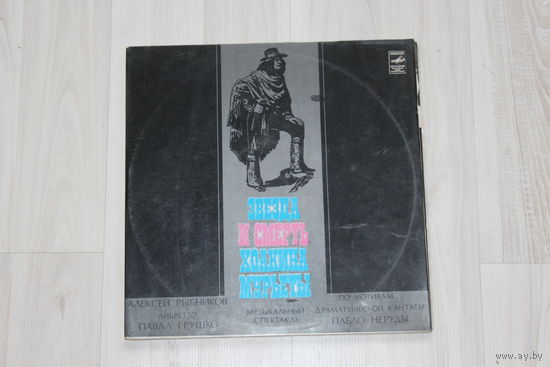 ЗВЕЗДА
И СМЕРТЬ
ХОАКИНА
МУРЬЕТЫ
АЛЕКСЕЙ РЫБНИКОВ
ЛИБРЕТТО
ПАВЛА ГРУШКО
МУЗЫКАЛЬНЫЙ
СПЕКТАКЛЬ
ПО МОТИВАМ
ДРАМАТИЧЕСКОЙ КАНТАТЫ
ПАБЛО НЕРУДЫ
www.ay.by